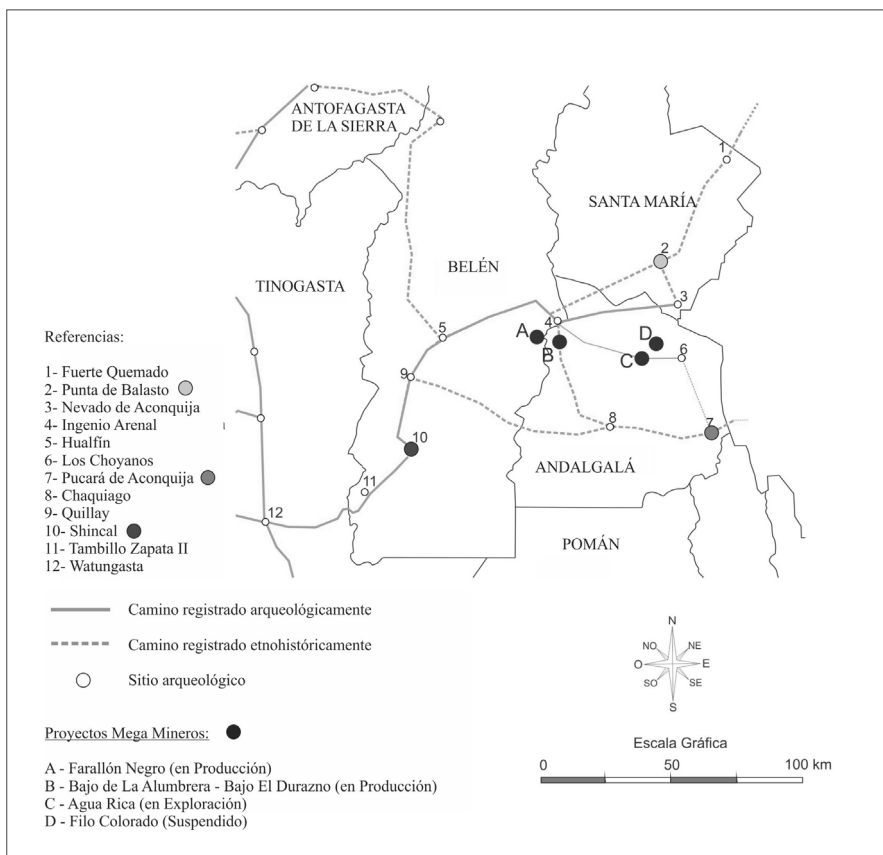 ANTOFAGASTA
DE LA SIERRA
1
SANTA MARÍA
2
BELÉN
TINOGASTA
3
4
5
A
D
B
C
6
9
8
7
10
ANDALGALÁ
11
12
POMÁN
Referencias:
1- Fuerte Quemado
2- Punta de Balasto
3- Nevado de Aconquija
4- Ingenio Arenal
5- Hualfín
6- Los Choyanos
7- Pucará de Aconquija
8- Chaquiago
9- Quillay
10- Shincal
11- Tambillo Zapata II
12- Watungasta
Camino registrado arqueológicamente
Camino registrado etnohistóricamente
Sitio arqueológico
N
NO
NE
O
E
SO
SE
S
Proyectos Mega Mineros:
A - Farallón Negro (en Producción)
B - Bajo de La Alumbrera - Bajo El Durazno (en Producción)
C - Agua Rica (en Exploración)
D - Filo Colorado (Suspendido)
Escala Gráfica
0 50 100 km